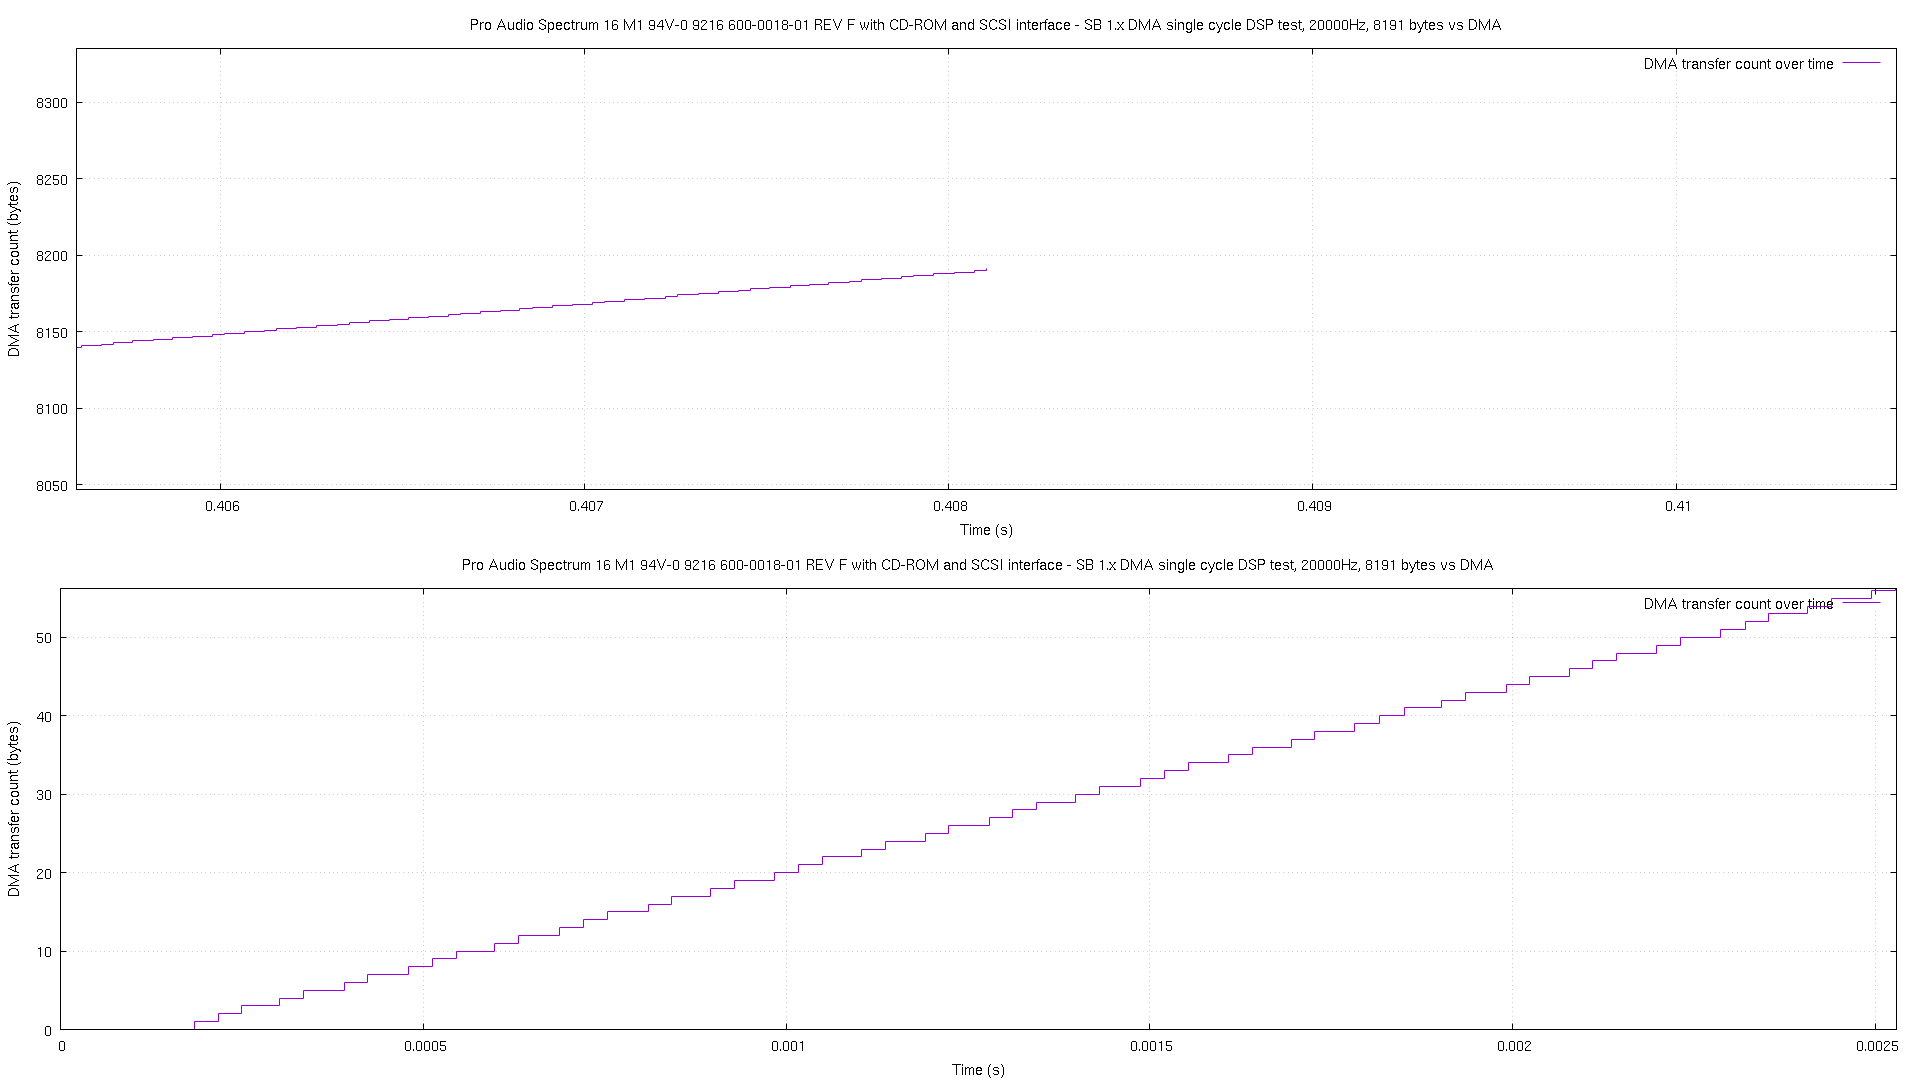 Pro Audio Spectrum 16 M1 94V-0 9216 600-0018-01 REV F with CD-ROM and SCSI interface - SB 1.x DMA single cycle DSP test, 20000Hz, 8191 bytes vs DMA
DMA transfer count over time
8300
8250
8200
8150
8100
8050
DMA transfer count (bytes)
0.406 0.407 0.408 0.409 0.41
Time (s)
Pro Audio Spectrum 16 M1 94V-0 9216 600-0018-01 REV F with CD-ROM and SCSI interface - SB 1.x DMA single cycle DSP test, 20000Hz, 8191 bytes vs DMA
DMA transfer count over time
50
40
30
20
10
0
DMA transfer count (bytes)
0 0.0005 0.001 0.0015 0.002 0.0025
Time (s)